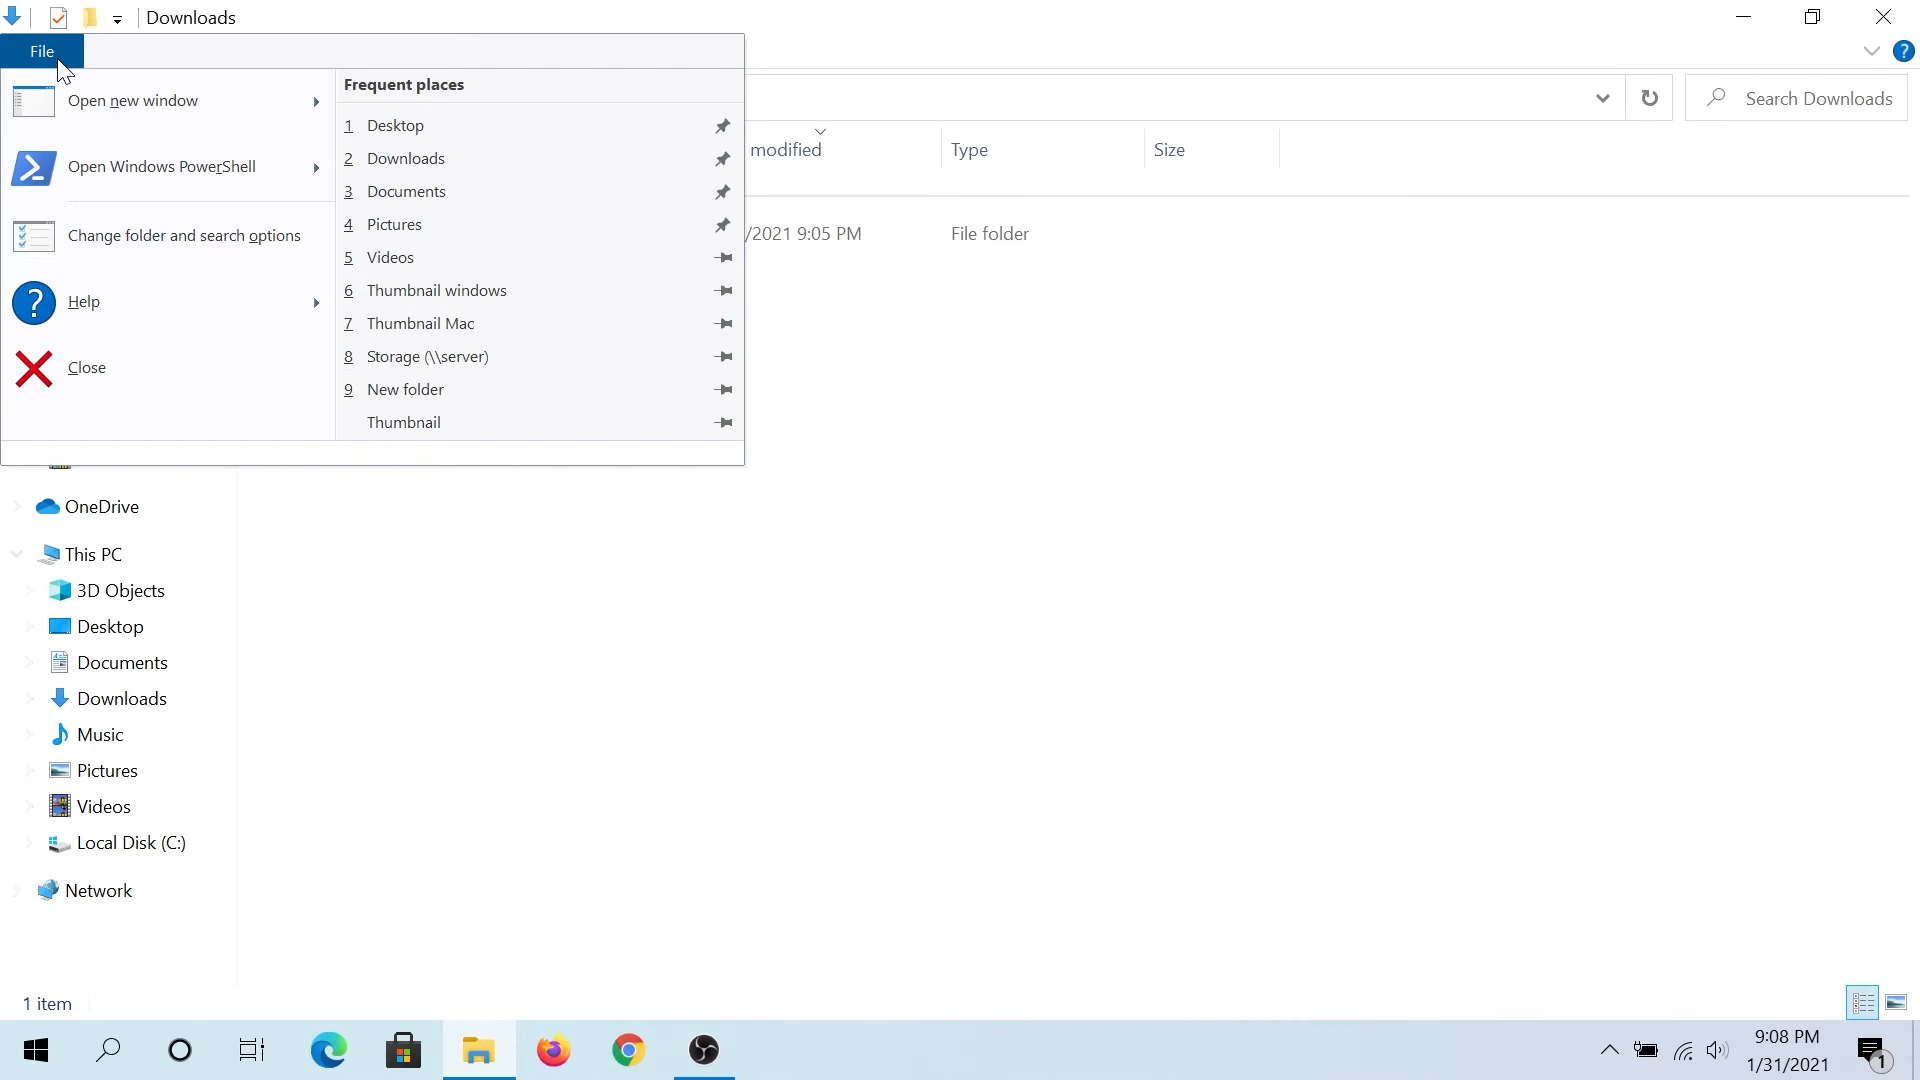 Downloads
File
Frequent places
Open new window
Open Windows PowerShell
Change folder and search options
Help
Close
1 Desktop
2 Downloads
3 Documents
4 Pictures
5 Videos
6 Thumbnail windows
7 Thumbnail Mac
8 Storage (\\server)
9 New folder
Thumbnail
Search Downloads
modified
Type
Size
/2021 9:05 PM
File folder
OneDrive
This PC
3D Objects
Desktop
Documents
Downloads
Music
Pictures
Videos
Local Disk (C:)
Network
1 item
9:08 PM
1/31/2021
1